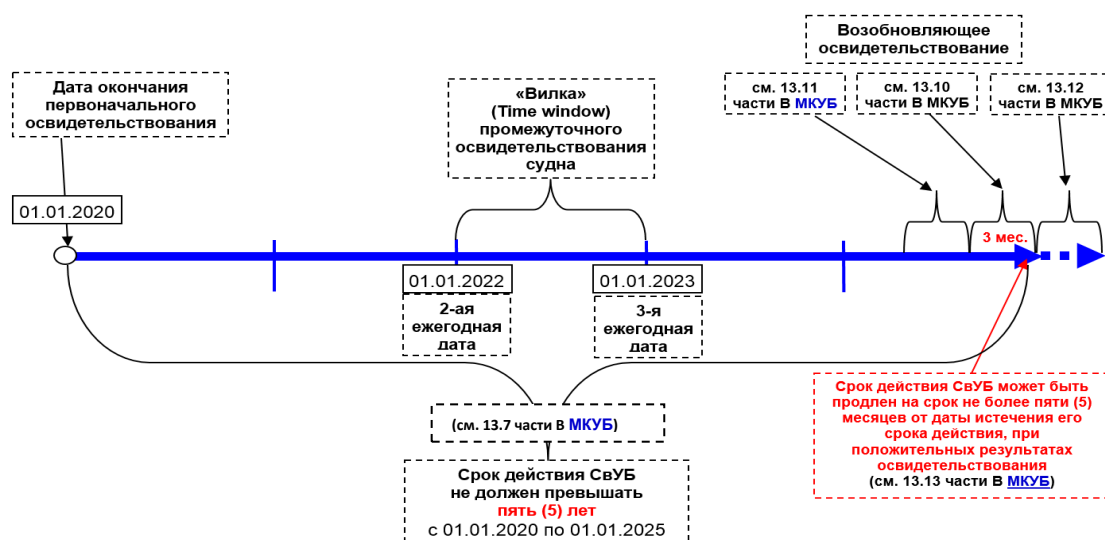 Возобновляющее
освидетельствование
Дата окончания
первоначального
освидетельствования
«Вилка»
(Time window)
промежуточного
освидетельствования
судна
см. 13.11
части В МКУБ
см. 13.10
части В МКУБ
см. 13.12
части В МКУБ
01.01.2020
3 мес.
01.01.2022
01.01.2023
2-ая
ежегодная
дата
3-я
ежегодная
дата
(см. 13.7 части В МКУБ)
Срок действия СвУБ
не должен превышать
пять (5) лет
с 01.01.2020 по 01.01.2025
Срок действия СвУБ может быть
продлен на срок не более пяти (5)
месяцев от даты истечения его
срока действия, при
положительных результатах
освидетельствования
(см. 13.13 части В МКУБ)